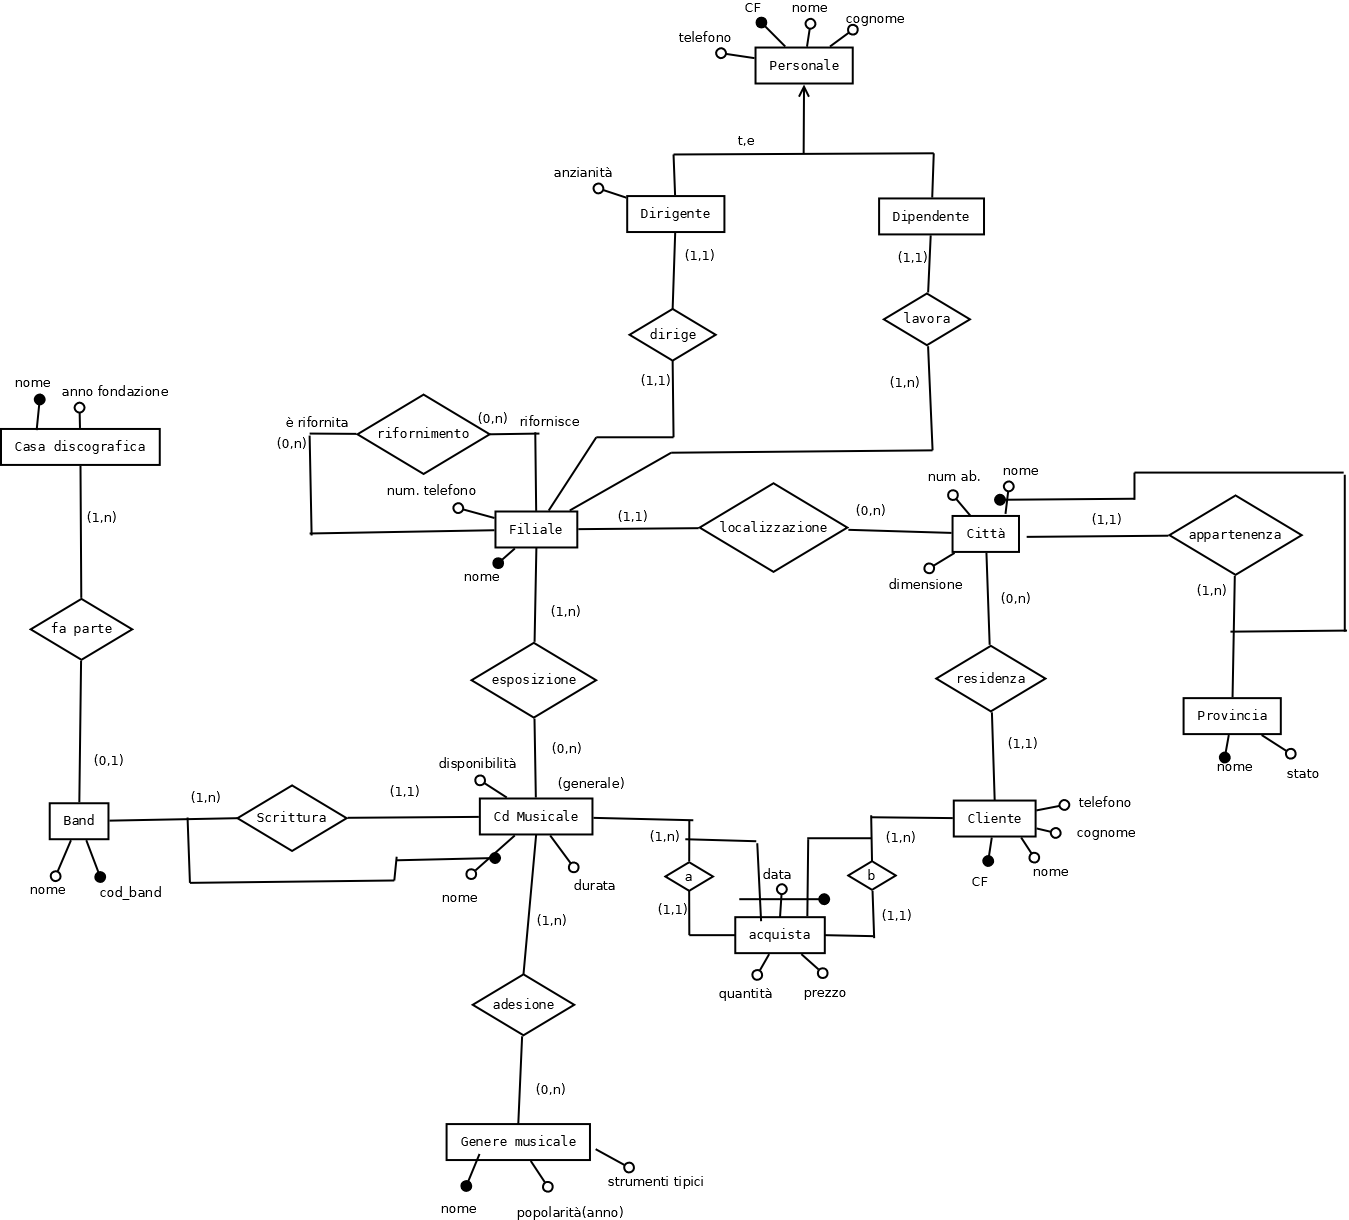 CF
nome
cognome
telefono
Personale
t,e
anzianità
Dirigente
Dipendente
(1,1)
(1,1)
dirige
lavora
(1,1)
(1,n)
nome
anno fondazione
Casa discografica
è rifornita
(0,n)
rifornimento
(0,n)
rifornisce
num. telefono
Filiale
nome
(1,1)
localizzazione
(0,n)
num ab.
nome
Città
dimensione
(1,1)
appartenenza
(1,n)
(1,n)
fa parte
(0,1)
(1,n)
esposizione
(0,n)
(0,n)
residenza
(1,1)
Provincia
nome
stato
disponibilità
(generale)
Band
nome
cod_band
(1,n)
Scrittura
(1,1)
Cd Musicale
nome
durata
(1,n)
a
(1,1)
data
acquista
quantità
prezzo
(1,n)
b
(1,1)
Cliente
telefono
cognome
nome
CF
(1,n)
adesione
(0,n)
Genere musicale
nome
popolarità(anno)
strumenti tipici